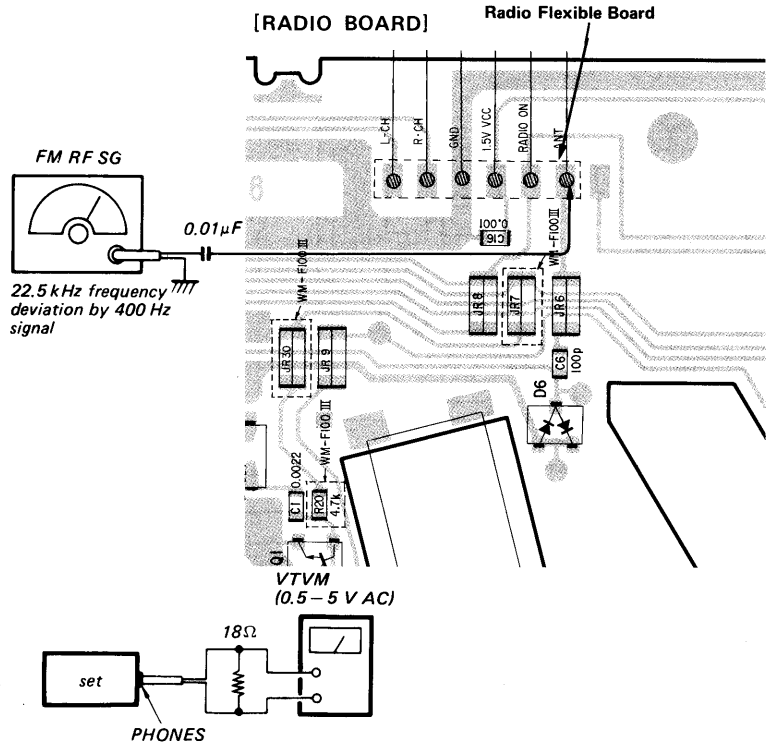 [RADIO BOARD]
Radio Flexible Board
L-CH
R-CH
GND
1.5V VCC
RADIO ON
ANT
FM RF SG
0.01μF
22.5 kHz frequency
deviation by 400 Hz
signal
8
C16
0.001
WM-F100III
WM-F100III
JR8
JR7
JR6
JR30
JR9
C6
100p
D6
WM-F100III
C1
0.0022
R20
4.7k
Q1
VTVM
(0.5–5 V AC)
18Ω
set
PHONES